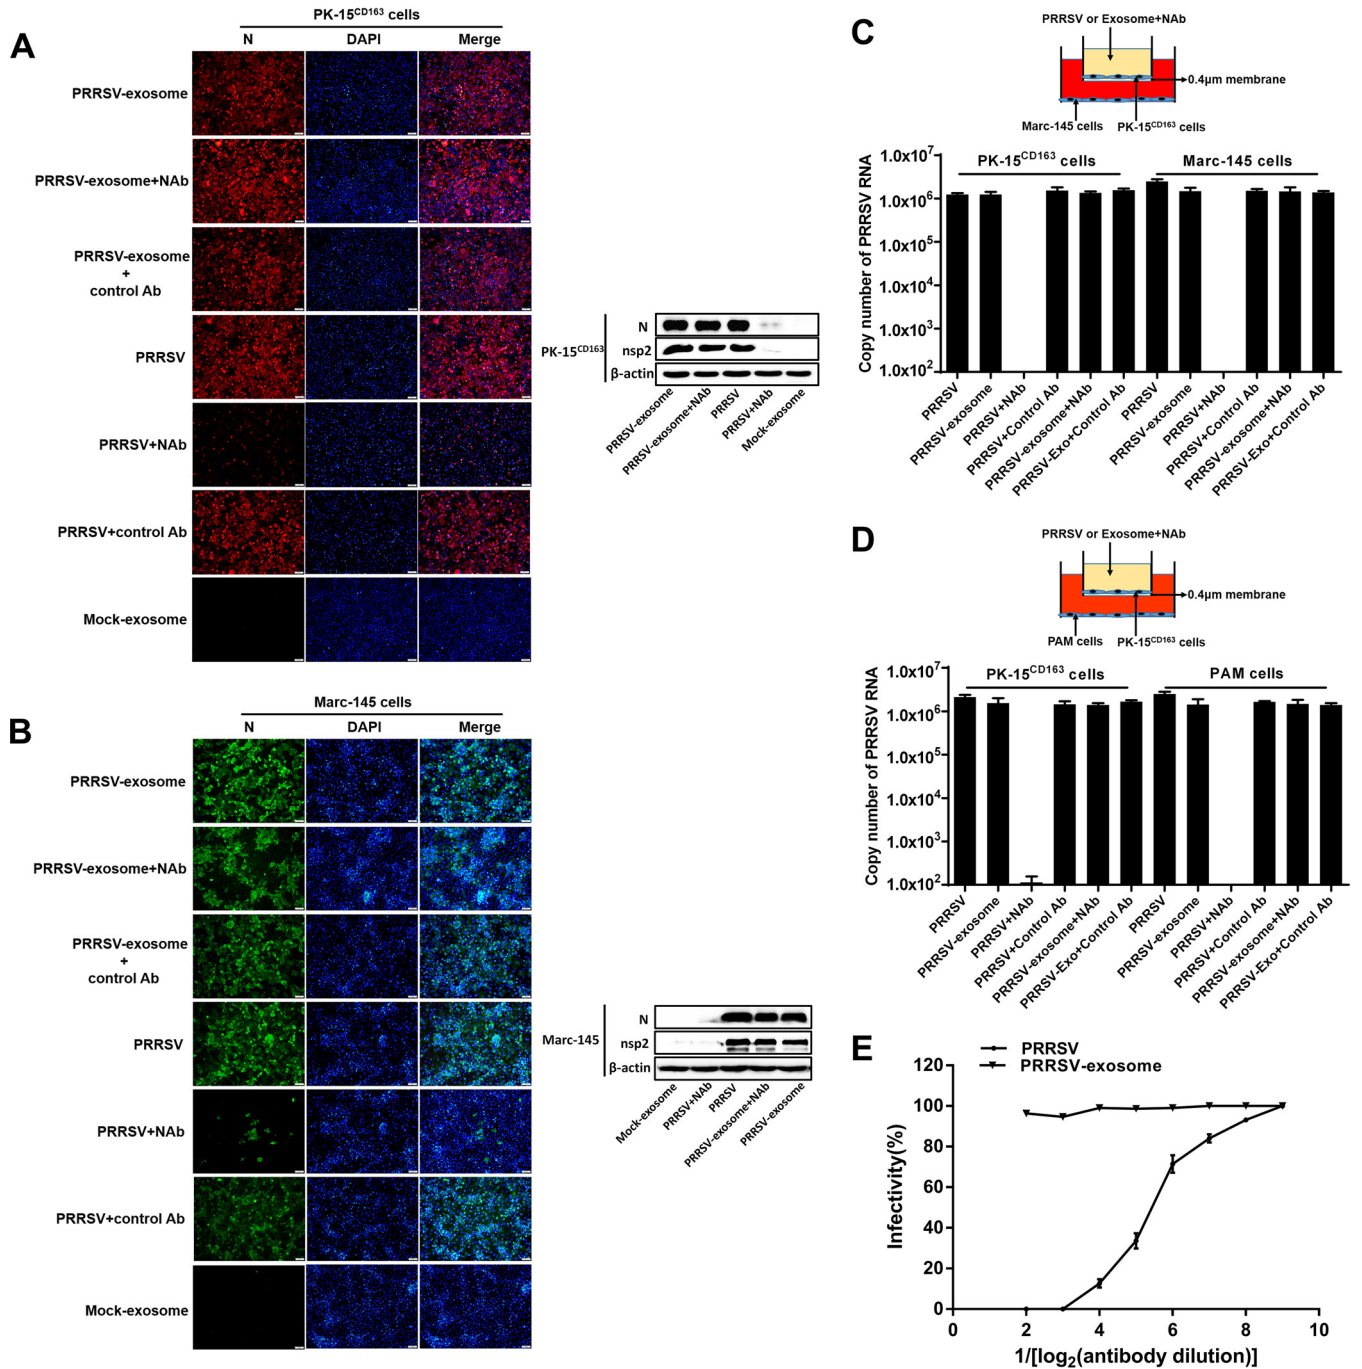 A
PK-15CD163 cells
N DAPI Merge
PRRSV-exosome
PRRSV-exosome+NAb
PRRSV-exosome
+
control Ab
PRRSV
PRRSV+NAb
PRRSV+control Ab
Mock-exosome
PK-15CD163
N
nsp2
β-actin
PRRSV-exosome
PRRSV-exosome+NAb
PRRSV
PRRSV+NAb
Mock-exosome
B
Marc-145 cells
N DAPI Merge
PRRSV-exosome
PRRSV-exosome+NAb
PRRSV-exosome
+
control Ab
PRRSV
PRRSV+NAb
PRRSV+control Ab
Mock-exosome
Marc-145
N
nsp2
β-actin
Mock-exosome
PRRSV+NAb
PRRSV
PRRSV-exosome+NAb
PRRSV-exosome
C
PRRSV or Exosome+NAb
0.4μm membrane
Marc-145 cells PK-15CD163 cells
Copy number of PRRSV RNA
1.0x107
1.0x106
1.0x105
1.0x104
1.0x103
1.0x102
PK-15CD163 cells Marc-145 cells
PRRSV
PRRSV-exosome
PRRSV+NAb
PRRSV+Control Ab
PRRSV-exosome+NAb
PRRSV-Exo+Control Ab
PRRSV
PRRSV-exosome
PRRSV+NAb
PRRSV+Control Ab
PRRSV-exosome+NAb
PRRSV-Exo+Control Ab
D
PRRSV or Exosome+NAb
0.4μm membrane
PAM cells PK-15CD163 cells
Copy number of PRRSV RNA
1.0x107
1.0x106
1.0x105
1.0x104
1.0x103
1.0x102
PK-15CD163 cells PAM cells
PRRSV
PRRSV-exosome
PRRSV+NAb
PRRSV+Control Ab
PRRSV-exosome+NAb
PRRSV-Exo+Control Ab
PRRSV
PRRSV-exosome
PRRSV+NAb
PRRSV+Control Ab
PRRSV-exosome+NAb
PRRSV-Exo+Control Ab
E
PRRSV
PRRSV-exosome
Infectivity(%)
120
100
80
60
40
20
0
0 2 4 6 8 10
1/[log2(antibody dilution)]